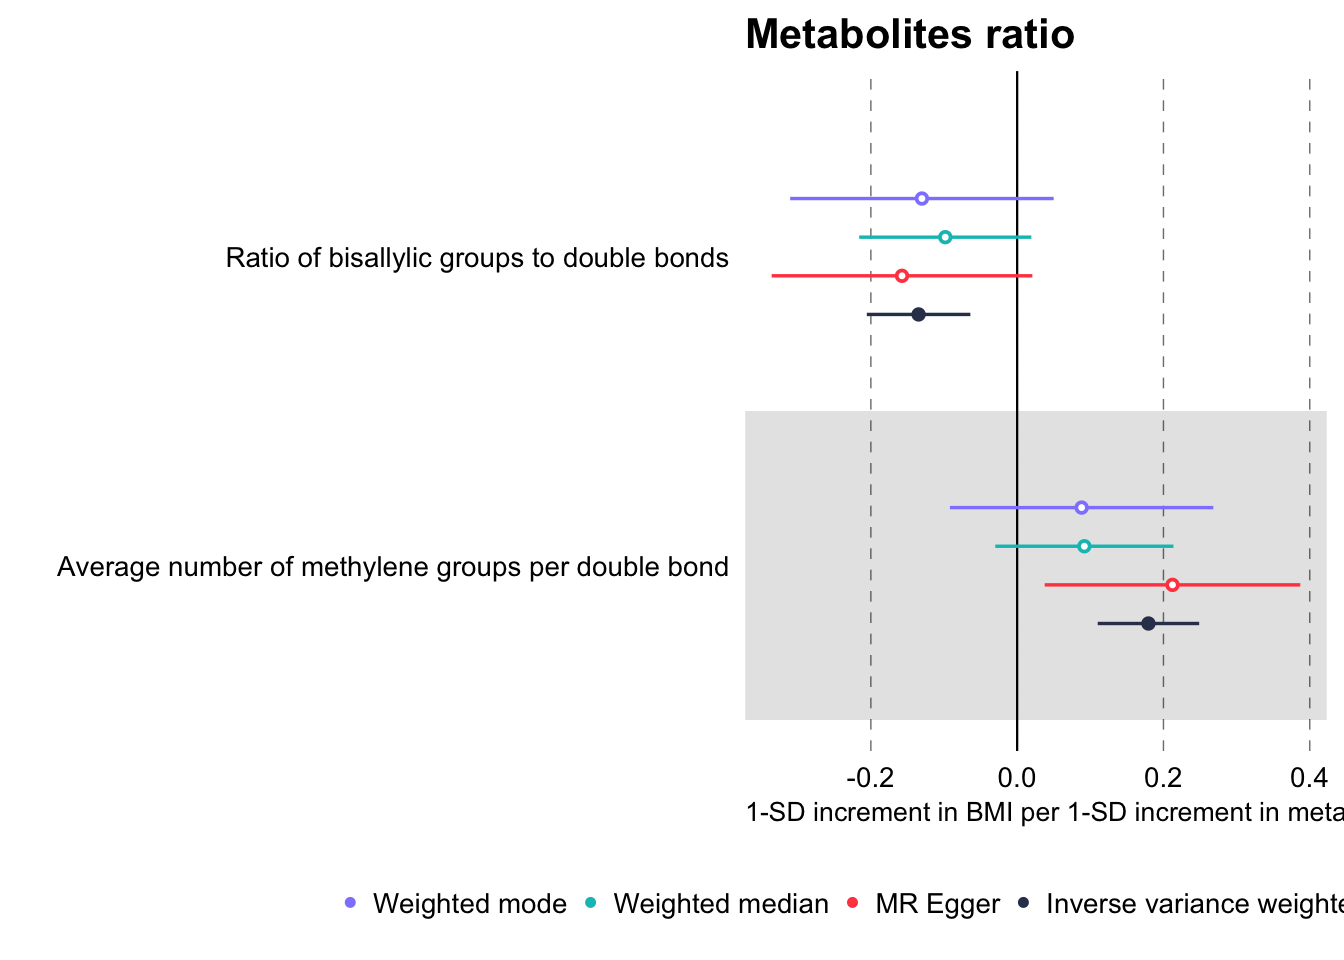 Metabolites ratio
Ratio of bisallylic groups to double bonds
Average number of methylene groups per double bond
-0.2 0.0 0.2 0.4
1-SD increment in BMI per 1-SD increment in meta
Weighted mode Weighted median MR Egger Inverse variance weighte